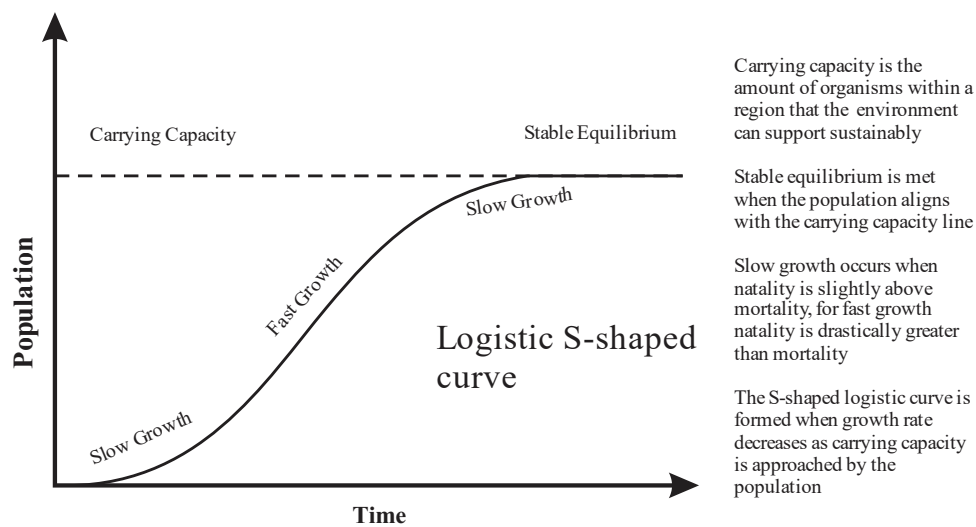 Carrying Capacity
Stable Equilibrium
Slow Growth
Fast Growth
Slow Growth
Logistic S-shaped
curve
Population
Time
Carrying capacity is the
amount of organisms within a
region that the environment
can support sustainably
Stable equilibrium is met
when the population aligns
with the carrying capacity line
Slow growth occurs when
natality is slightly above
mortality, for fast growth
natality is drastically greater
than mortality
The S-shaped logistic curve is
formed when growth rate
decreases as carrying capacity
is approached by the
population